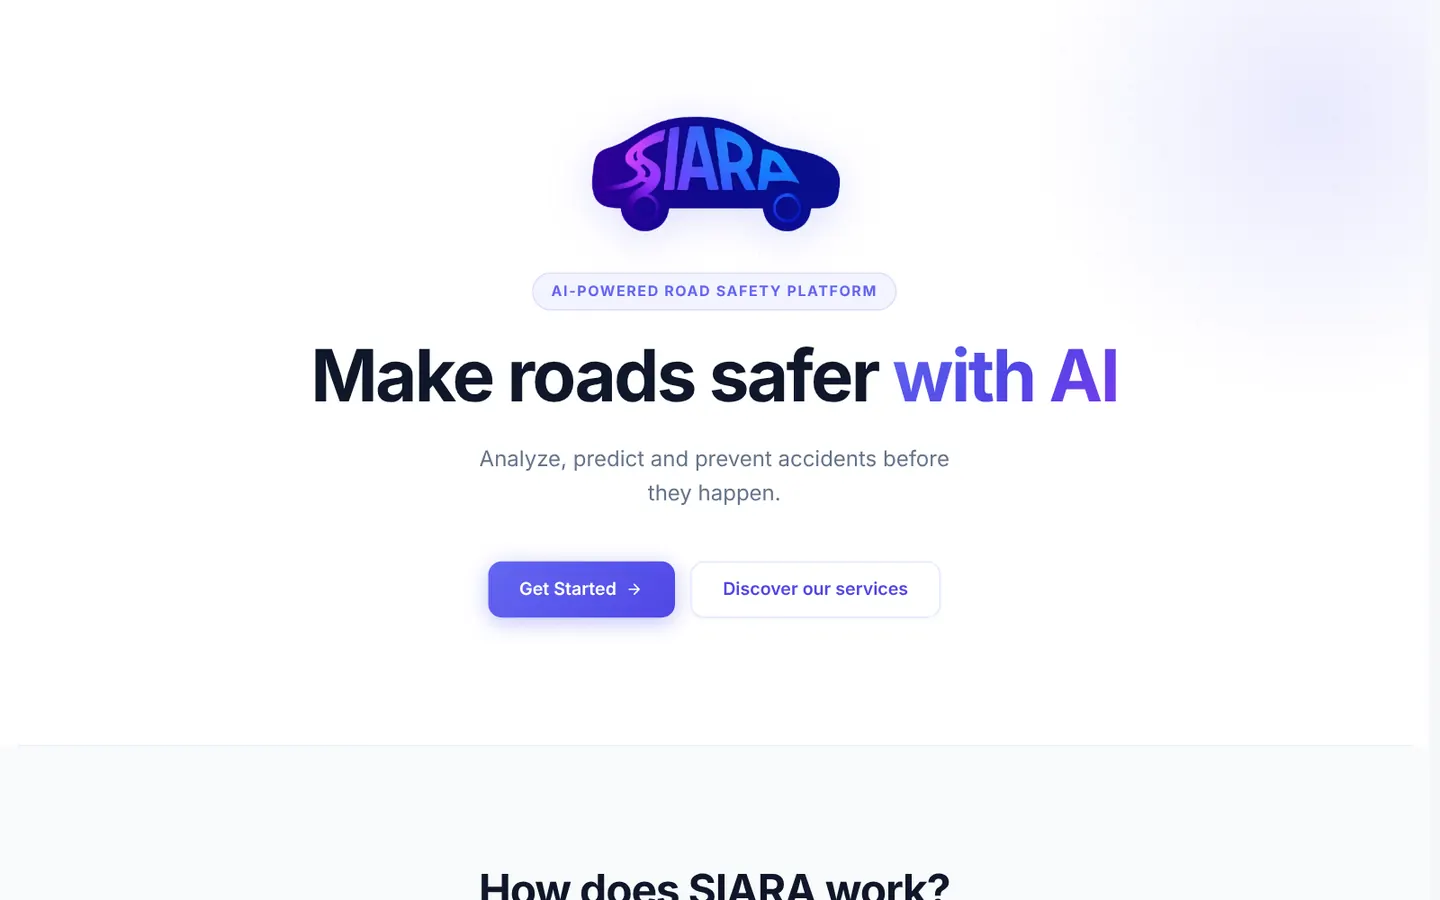 SIARA
AI-POWERED ROAD SAFETY PLATFORM
Make roads safer with AI
Analyze, predict and prevent accidents before
they happen.
Get Started →
Discover our services
How does SIARA work?